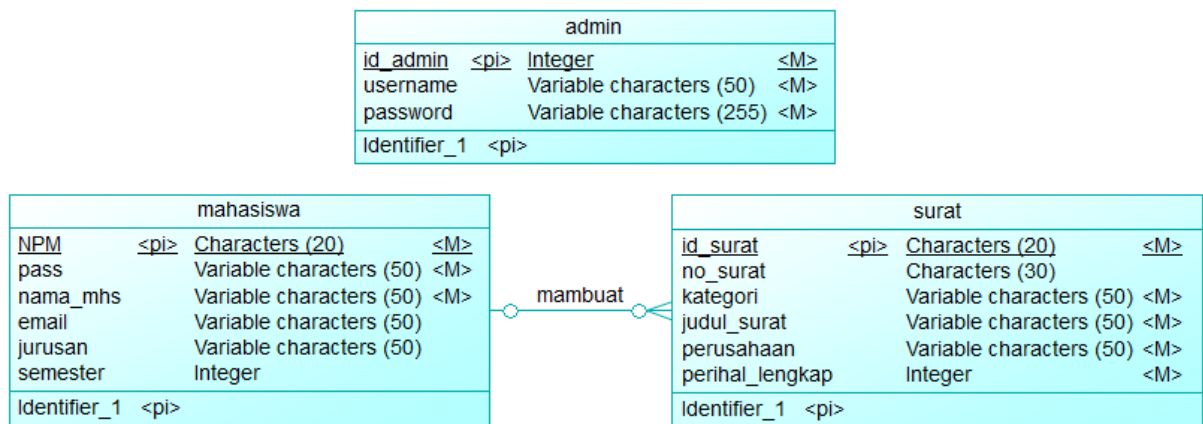 admin
id_admin <pi> Integer <M>
username Variable characters (50) <M>
password Variable characters (255) <M>
Identifier_1 <pi>
mahasiswa
NPM <pi> Characters (20) <M>
pass Variable characters (50) <M>
nama_mhs Variable characters (50) <M>
email Variable characters (50)
jurusan Variable characters (50)
semester Integer
Identifier_1 <pi>
mambuat
surat
id_surat <pi> Characters (20) <M>
no_surat Characters (30)
kategori Variable characters (50) <M>
judul_surat Variable characters (50) <M>
perusahaan Variable characters (50) <M>
perihal_lengkap Integer <M>
Identifier_1 <pi>